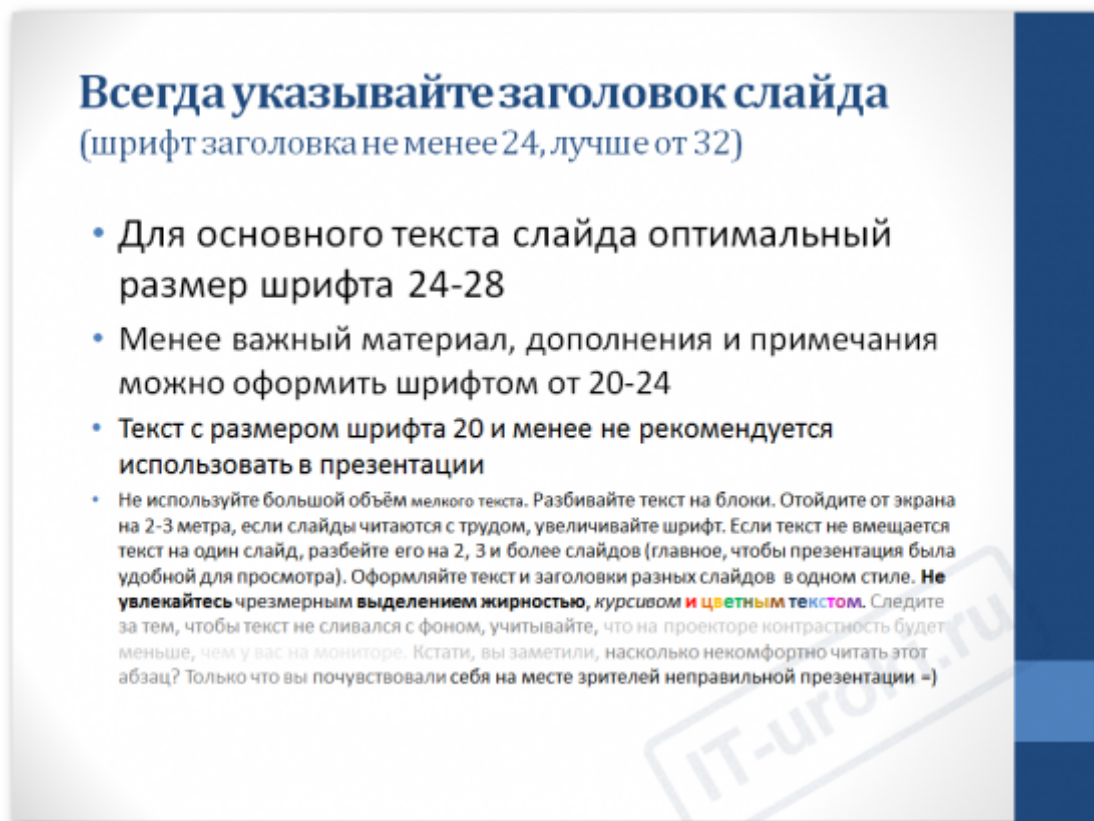 Всегда указывайте заголовок слайда
(шрифт заголовка не менее 24, лучше от 32)
• Для основного текста слайда оптимальный
размер шрифта 24-28
• Менее важный материал, дополнения и примечания
можно оформить шрифтом от 20-24
• Текст с размером шрифта 20 и менее не рекомендуется
использовать в презентации
• Не используйте большой объём мелкого текста. Разбивайте текст на блоки. Отойдите от экрана
на 2-3 метра, если слайды читаются с трудом, увеличивайте шрифт. Если текст не вмещается
текст на один слайд, разбейте его на 2, 3 и более слайдов (главное, чтобы презентация была
удобной для просмотра). Оформляйте текст и заголовки разных слайдов в одном стиле. Не
увлекайтесь чрезмерным выделением жирностью, курсивом и цветным текстом. Следите
за тем, чтобы текст не сливался с фоном, учитывайте, что на проекторе контрастность будет
меньше, чем у вас на мониторе. Кстати, вы заметили, насколько некомфортно читать этот
абзац? Только что вы почувствовали себя на месте зрителей неправильной презентации =)
IT-uroki.ru